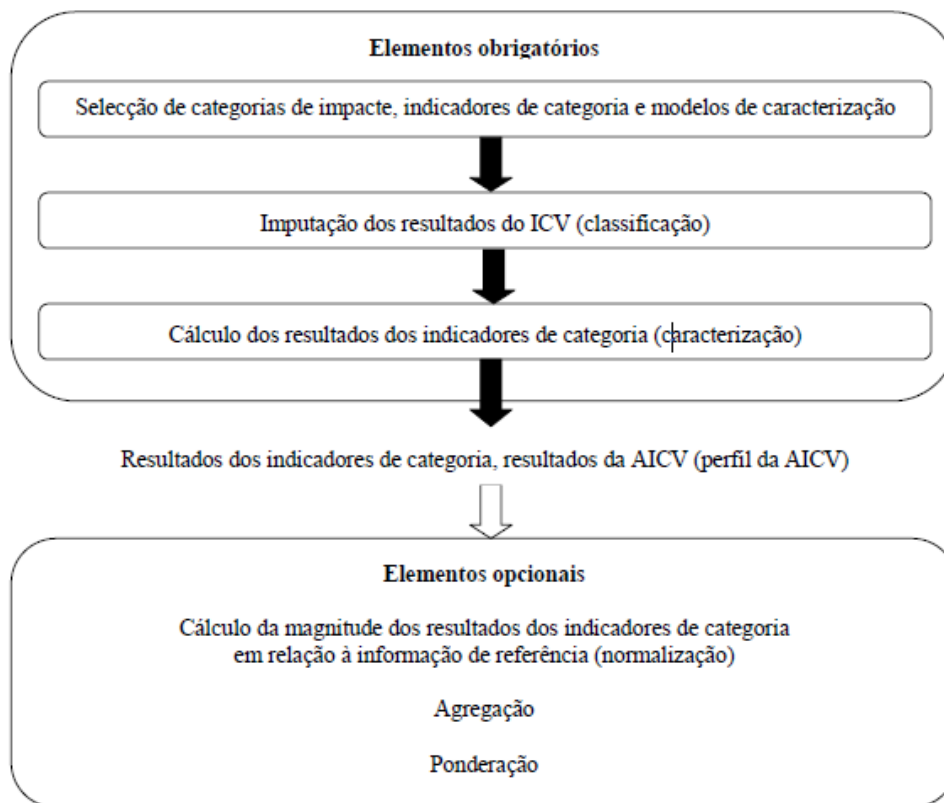 Elementos obrigatórios
Selecção de categorias de impacte, indicadores de categoria e modelos de caracterização
Imputação dos resultados do ICV (classificação)
Cálculo dos resultados dos indicadores de categoria (caracterização)
Resultados dos indicadores de categoria, resultados da AICV (perfil da AICV)
Elementos opcionais
Cálculo da magnitude dos resultados dos indicadores de categoria
em relação à informação de referência (normalização)
Agregação
Ponderação